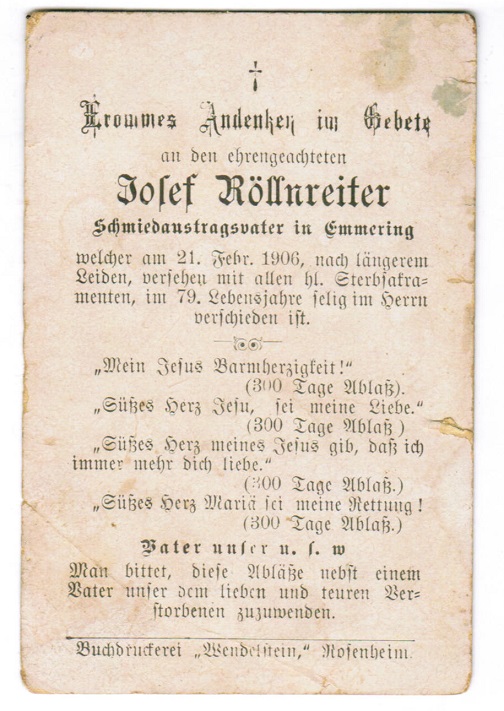 Frommes Andenken im Gebete
an den ehrengeachteten
Josef Röllnreiter
Schmiedaustragsvater in Emmering
welcher am 21. Febr. 1906, nach längerem
Leiden, versehen mit allen hl. Sterbsakra-
menten, im 79. Lebensjahre selig im Herrn
verschieden ist.
„Mein Jesus Barmherzigkeit!“
(300 Tage Ablaß).
„Süßes Herz Jesu, sei meine Liebe.“
(300 Tage Ablaß )
„Süßes Herz meines Jesus gib, daß ich
immer mehr dich liebe.“
(300 Tage Ablaß.)
„Süßes Herz Mariä sei meine Rettung!
(300 Tage Ablaß.)
Vater unser u. s. w
Man bittet, diese Abläße nebst einem
Vater unser dem lieben und teuren Ver-
storbenen zuzuwenden.
Buchdruckerei „Wendelstein,“ Rosenheim.